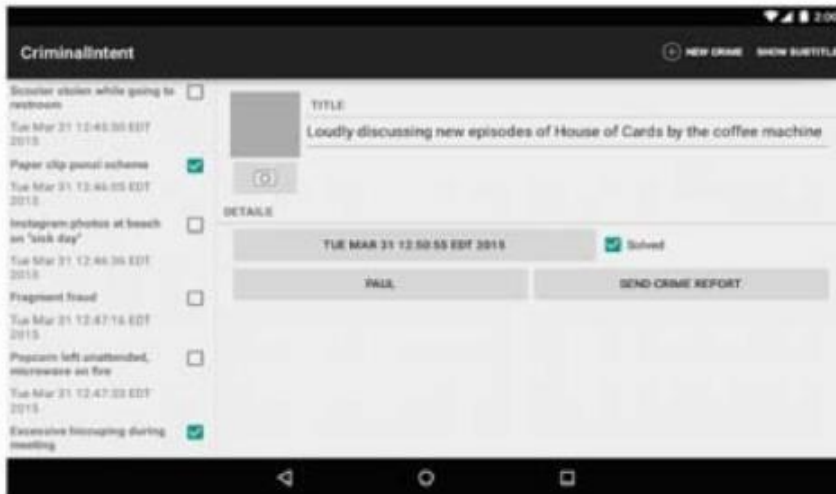 2:00
CriminalIntent
NEW CRIME SHOW SUBTITLE
Scooter stolen while going to
restroom
Tue Mar 31 12:45:50 EDT
2015
Paper clip ponzi scheme
Tue Mar 31 12:46:05 EDT
2015
Instagram photos at beach
on "sick day"
Tue Mar 31 12:46:36 EDT
2015
Fragment fraud
Tue Mar 31 12:47:16 EDT
2015
Popcorn left unattended,
microwave on fire
Tue Mar 31 12:47:33 EDT
2015
Excessive hiccuping during
meeting
TITLE
Loudly discussing new episodes of House of Cards by the coffee machine
DETAILS
TUE MAR 31 12:50:55 EDT 2015
Solved
PAUL
SEND CRIME REPORT